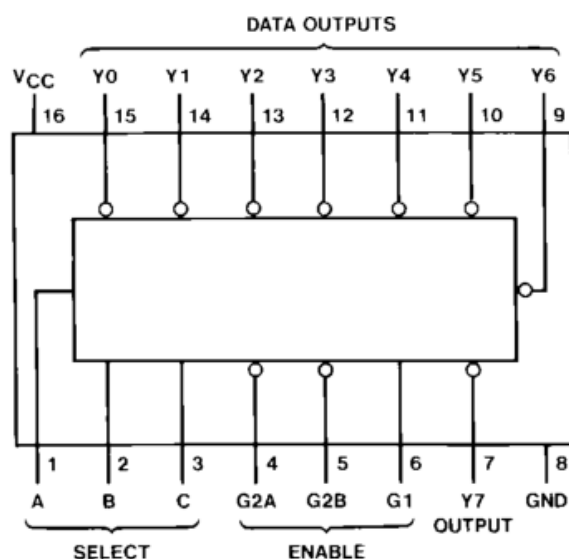 DATA OUTPUTS
VCC Y0 Y1 Y2 Y3 Y4 Y5 Y6
16 15 14 13 12 11 10 9
1 2 3 4 5 6 7 8
A B C G2A G2B G1 Y7 GND
OUTPUT
SELECT ENABLE